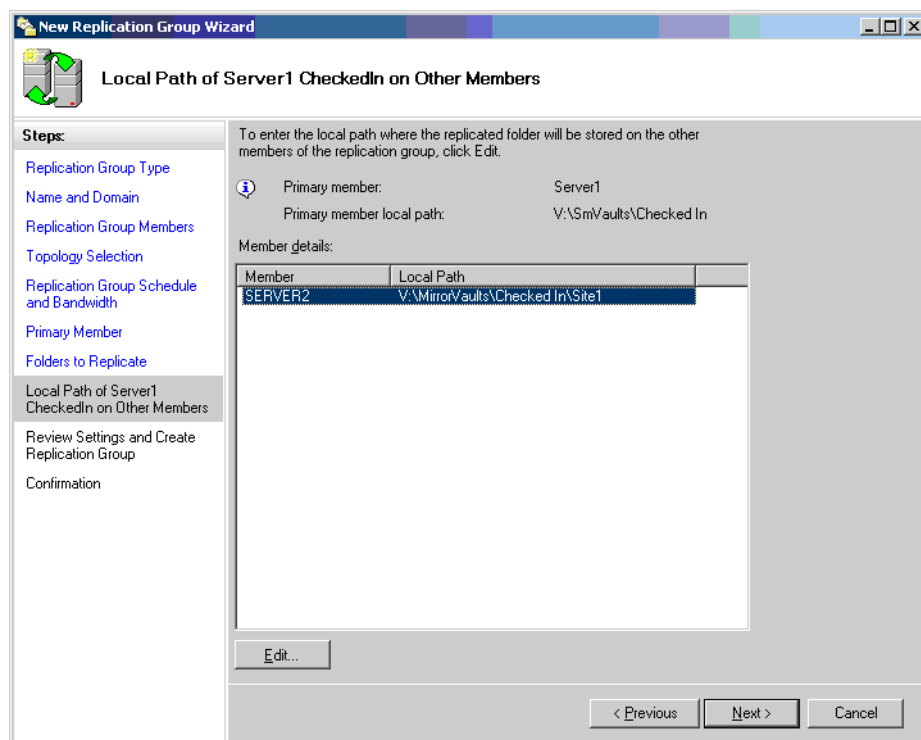 New Replication Group Wizard
Local Path of Server1 CheckedIn on Other Members
Steps:
Replication Group Type
Name and Domain
Replication Group Members
Topology Selection
Replication Group Schedule
and Bandwidth
Primary Member
Folders to Replicate
Local Path of Server1
CheckedIn on Other Members
Review Settings and Create
Replication Group
Confirmation
To enter the local path where the replicated folder will be stored on the other
members of the replication group, click Edit.
Primary member: Server1
Primary member local path: V:\SmVaults\Checked In
Member details:
Member Local Path
SERVER2 V:\MirrorVaults\Checked In\Site1
Edit...
< Previous Next > Cancel